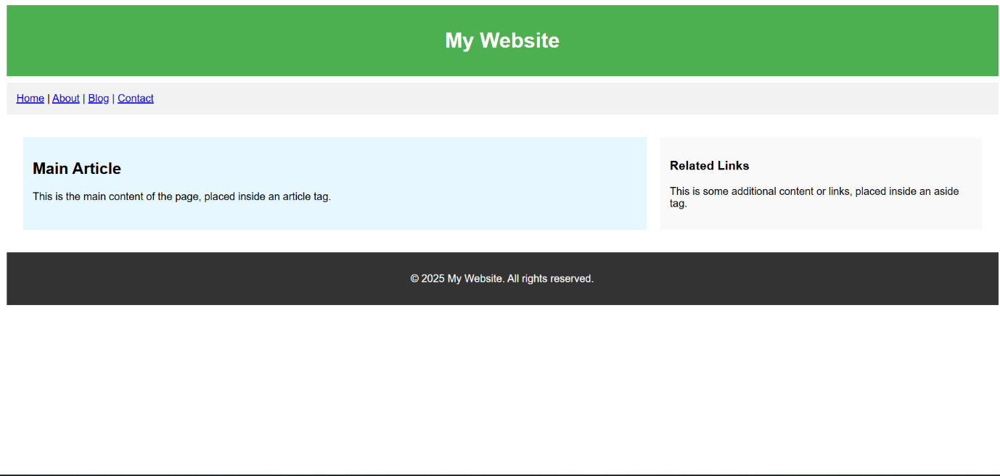 My Website
Home | About | Blog | Contact
Main Article
This is the main content of the page, placed inside an article tag.
Related Links
This is some additional content or links, placed inside an aside
tag.
© 2025 My Website. All rights reserved.